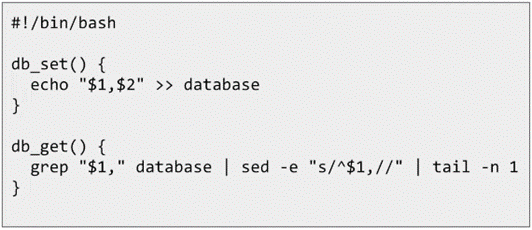 #!/bin/bash

db_set() {
  echo "$1,$2" >> database
}

db_get() {
  grep "$1," database | sed -e "s/^$1,//" | tail -n 1
}